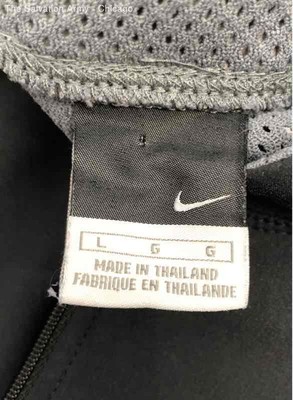 The Salvation Army - Chicago
L G G
MADE IN THAILAND
FABRIQUE EN THAILANDE